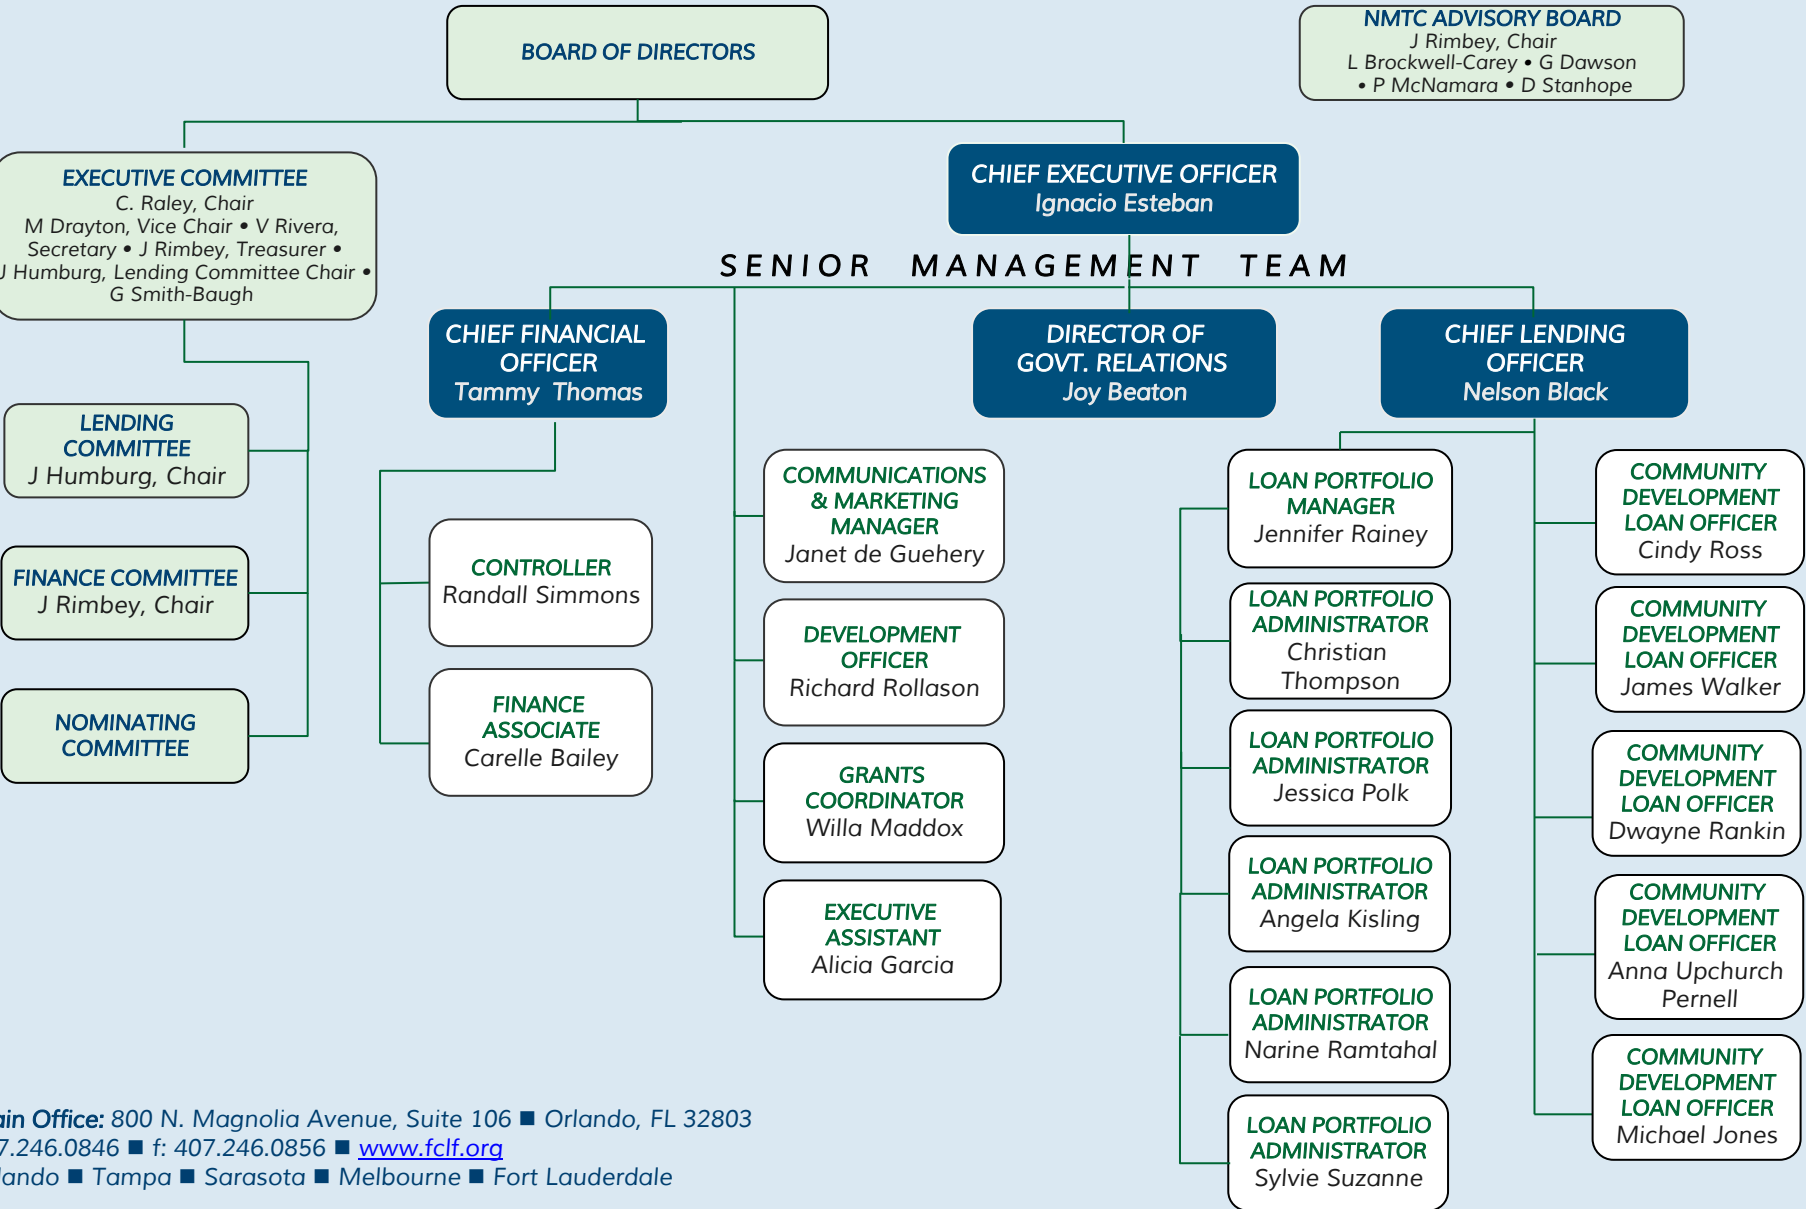 BOARD OF DIRECTORS
NMTC ADVISORY BOARD
J Rimbey, Chair
L Brockwell-Carey • G Dawson
• P McNamara • D Stanhope
EXECUTIVE COMMITTEE
C. Raley, Chair
M Drayton, Vice Chair • V Rivera,
Secretary • J Rimbey, Treasurer •
J Humburg, Lending Committee Chair •
G Smith-Baugh
CHIEF EXECUTIVE OFFICER
Ignacio Esteban
SENIOR MANAGEMENT TEAM
CHIEF FINANCIAL
OFFICER
Tammy Thomas
DIRECTOR OF
GOVT. RELATIONS
Joy Beaton
CHIEF LENDING
OFFICER
Nelson Black
LENDING
COMMITTEE
J Humburg, Chair
FINANCE COMMITTEE
J Rimbey, Chair
NOMINATING
COMMITTEE
CONTROLLER
Randall Simmons
FINANCE
ASSOCIATE
Carelle Bailey
COMMUNICATIONS
& MARKETING
MANAGER
Janet de Guehery
DEVELOPMENT
OFFICER
Richard Rollason
GRANTS
COORDINATOR
Willa Maddox
EXECUTIVE
ASSISTANT
Alicia Garcia
LOAN PORTFOLIO
MANAGER
Jennifer Rainey
LOAN PORTFOLIO
ADMINISTRATOR
Christian
Thompson
LOAN PORTFOLIO
ADMINISTRATOR
Jessica Polk
LOAN PORTFOLIO
ADMINISTRATOR
Angela Kisling
LOAN PORTFOLIO
ADMINISTRATOR
Narine Ramtahal
LOAN PORTFOLIO
ADMINISTRATOR
Sylvie Suzanne
COMMUNITY
DEVELOPMENT
LOAN OFFICER
Cindy Ross
COMMUNITY
DEVELOPMENT
LOAN OFFICER
James Walker
COMMUNITY
DEVELOPMENT
LOAN OFFICER
Dwayne Rankin
COMMUNITY
DEVELOPMENT
LOAN OFFICER
Anna Upchurch
Pernell
COMMUNITY
DEVELOPMENT
LOAN OFFICER
Michael Jones
ain Office: 800 N. Magnolia Avenue, Suite 106 ■ Orlando, FL 32803
7.246.0846 ■ f: 407.246.0856 ■ www.fclf.org
lando ■ Tampa ■ Sarasota ■ Melbourne ■ Fort Lauderdale